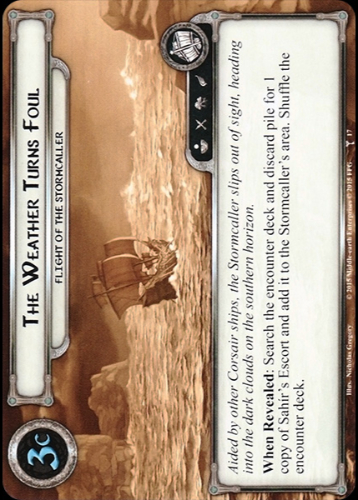 3C
THE WEATHER TURNS FOUL
FLIGHT OF THE STORMCALLER
Aided by other Corsair ships, the Stormcaller slips out of sight, heading
into the dark clouds on the southern horizon.
When Revealed: Search the encounter deck and discard pile for 1
copy of Sahir's Escort and add it to the Stormcaller's area. Shuffle the
encounter deck.
Illus. Nicholas Gregory © 2015 Middle-earth Enterprises © 2015 FFG 17